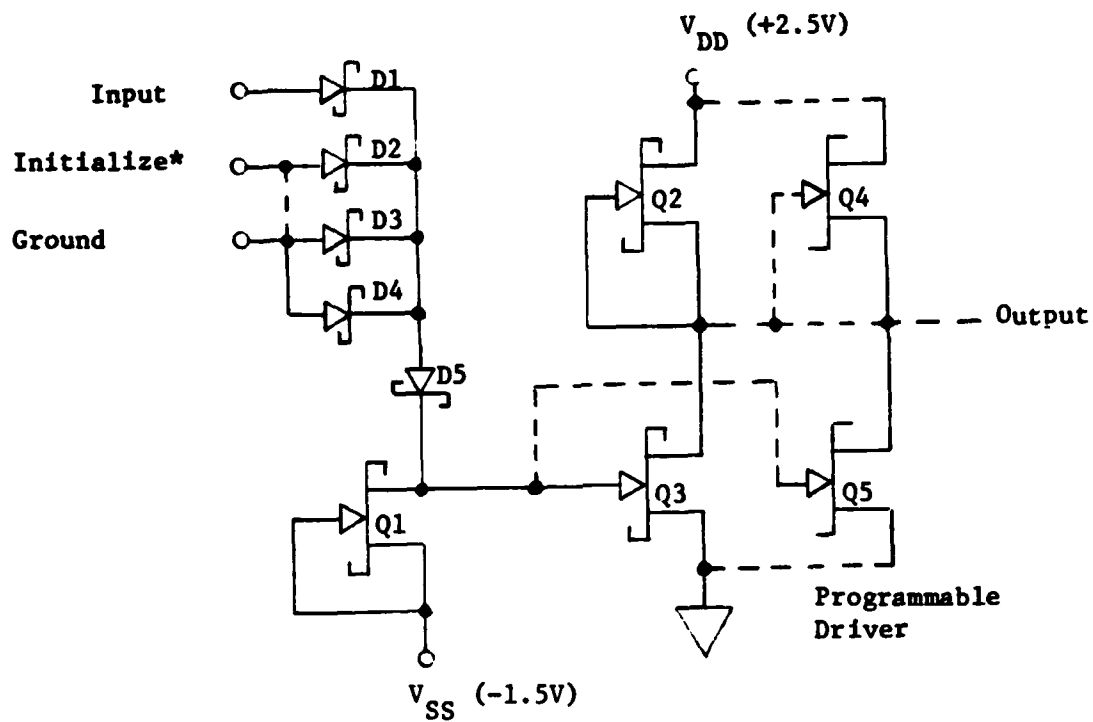 V_DD (+2.5V)
Input
D1
Initialize*
D2
Q2
Q4
Ground
D3
D4
Output
D5
Q1
Q3
Q5
Programmable
Driver
V_SS (-1.5V)